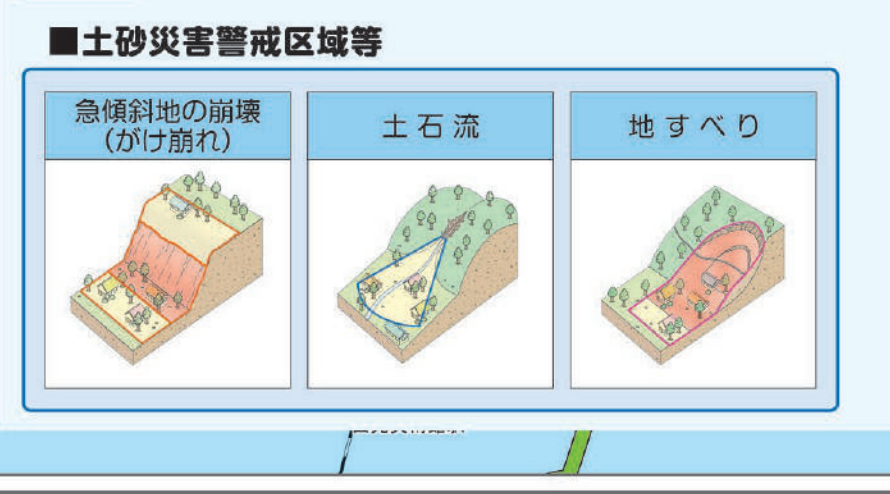 ■土砂災害警戒区域等
急傾斜地の崩壊
(がけ崩れ)
土石流
地すべり